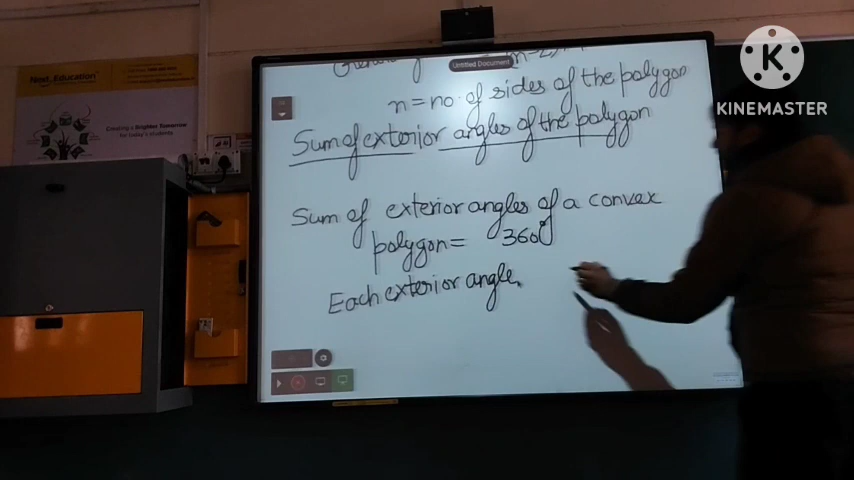 Untitled Document
n = no. of sides of the polygon
Sum of exterior angles of the polygon
Sum of exterior angles of a convex
polygon = 360°
Each exterior angle
Next Education
Creating a Brighter Tomorrow
for today's students
KINEMASTER